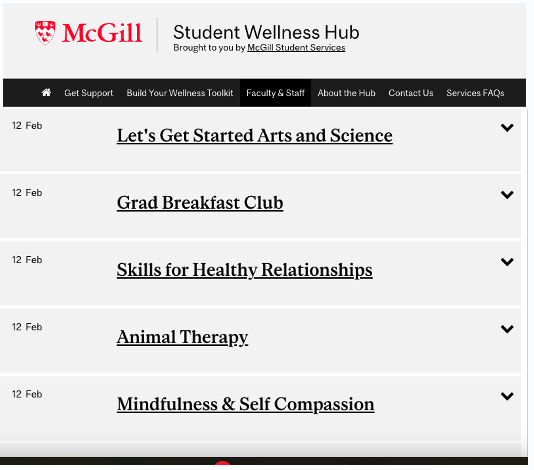 McGill
Student Wellness Hub
Brought to you by McGill Student Services
Get Support Build Your Wellness Toolkit Faculty & Staff About the Hub Contact Us Services FAQs
12 Feb
Let's Get Started Arts and Science
12 Feb
Grad Breakfast Club
12 Feb
Skills for Healthy Relationships
12 Feb
Animal Therapy
12 Feb
Mindfulness & Self Compassion